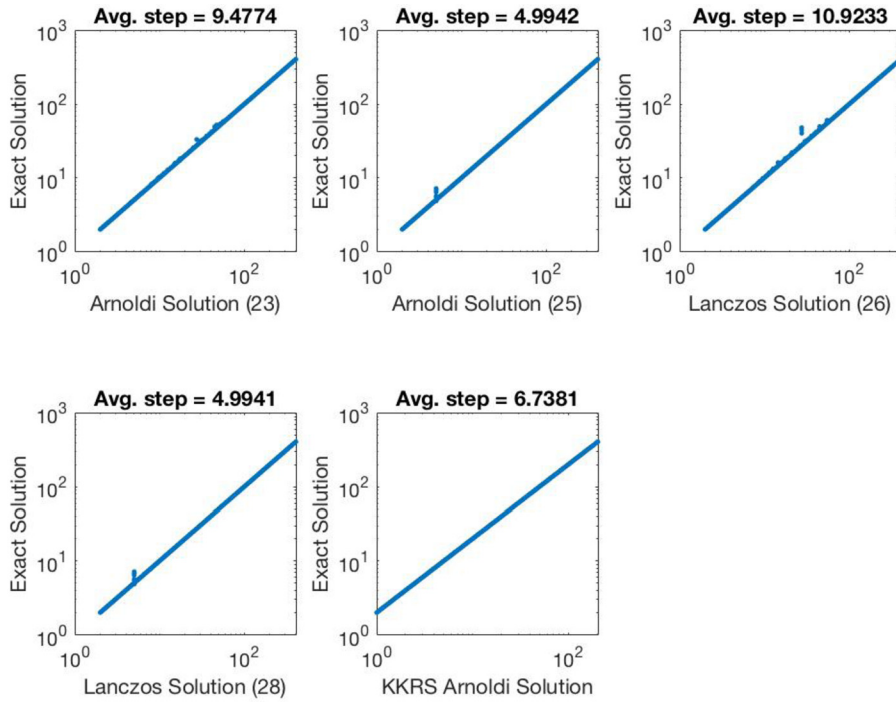 Avg. step = 9.4774
Avg. step = 4.9942
Avg. step = 10.9233
Exact Solution
10^3
10^2
10^1
10^0
10^0
10^2
Arnoldi Solution (23)
Exact Solution
10^3
10^2
10^1
10^0
10^0
10^2
Arnoldi Solution (25)
Exact Solution
10^3
10^2
10^1
10^0
10^0
10^2
Lanczos Solution (26)
Avg. step = 4.9941
Avg. step = 6.7381
Exact Solution
10^3
10^2
10^1
10^0
10^0
10^2
Lanczos Solution (28)
Exact Solution
10^3
10^2
10^1
10^0
10^0
10^2
KKRS Arnoldi Solution